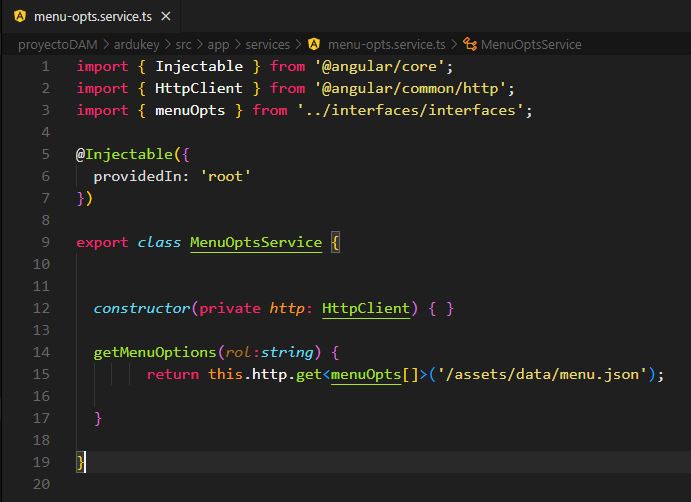 menu-opts.service.ts ×
proyectoDAM > ardukey > src > app > services > menu-opts.service.ts > MenuOptsService
1 import { Injectable } from '@angular/core';
2 import { HttpClient } from '@angular/common/http';
3 import { menuOpts } from '../interfaces/interfaces';
4
5 @Injectable({
6 providedIn: 'root'
7 })
8
9 export class MenuOptsService {
10
11
12 constructor(private http: HttpClient) { }
13
14 getMenuOptions(rol:string) {
15 return this.http.get<menuOpts[]>('/assets/data/menu.json');
16
17 }
18
19 }
20